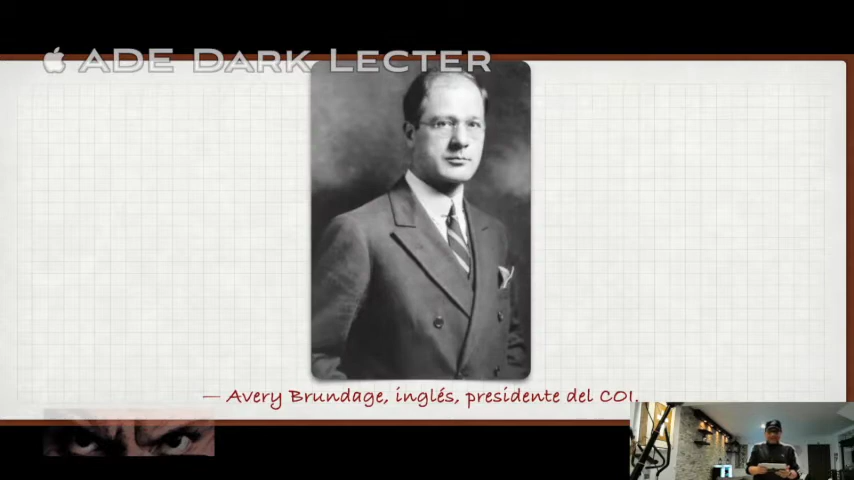 ADE DARK LECTER
— Avery Brundage, inglés, presidente del COI.